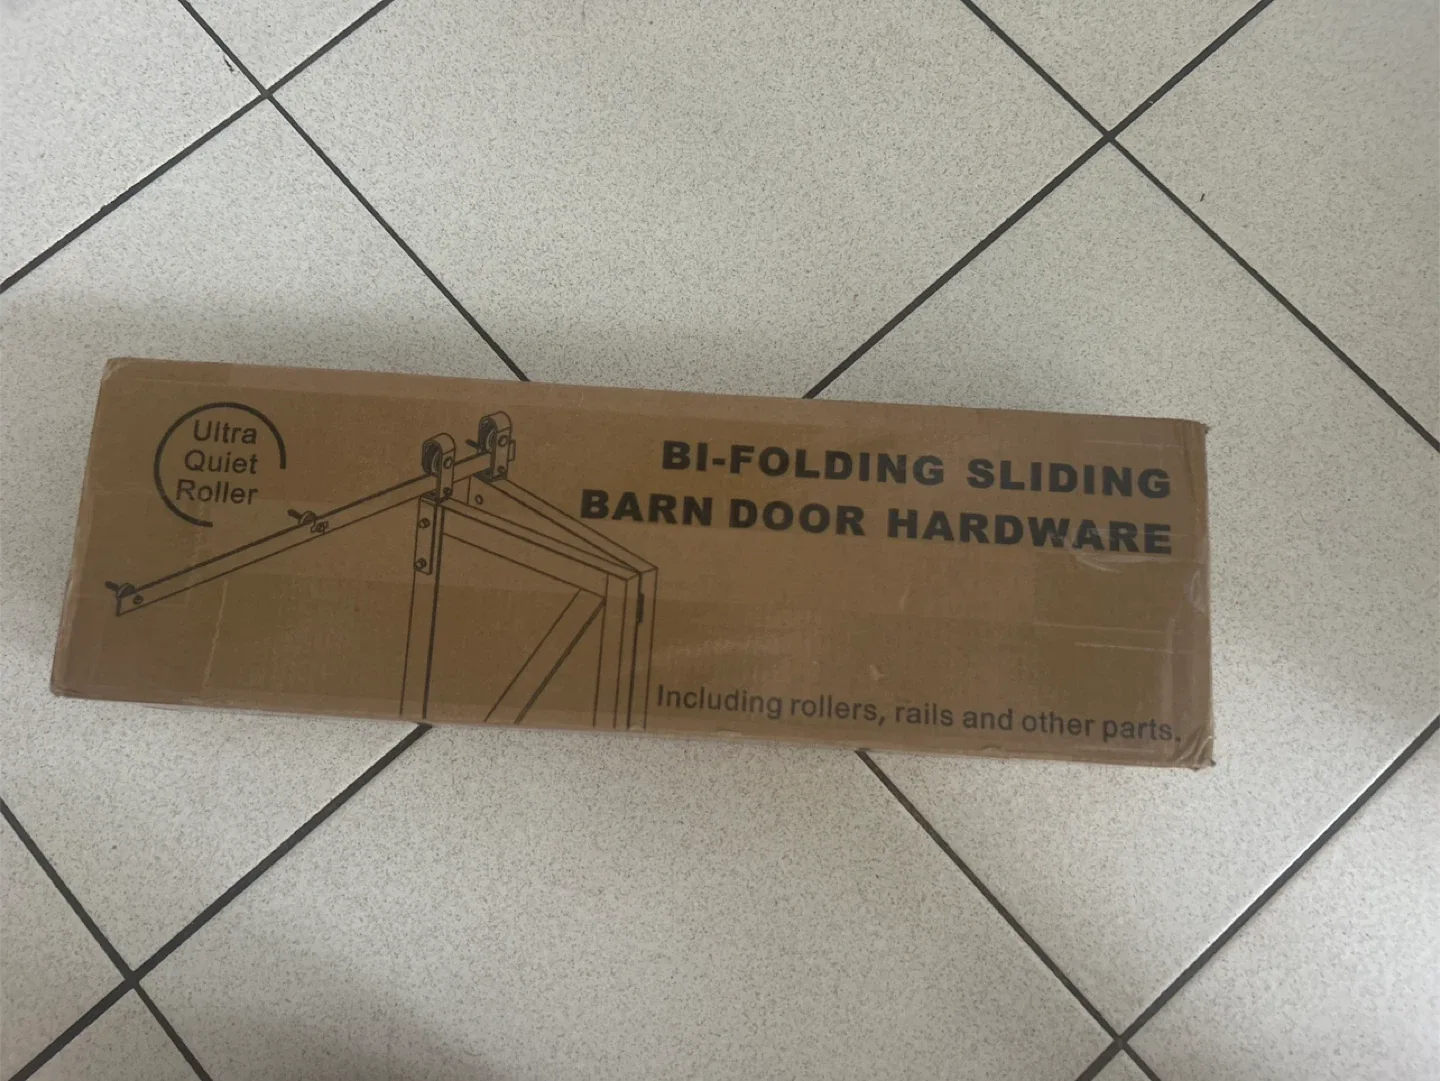 Ultra
Quiet
Roller
BI-FOLDING SLIDING
BARN DOOR HARDWARE
Including rollers, rails and other parts.